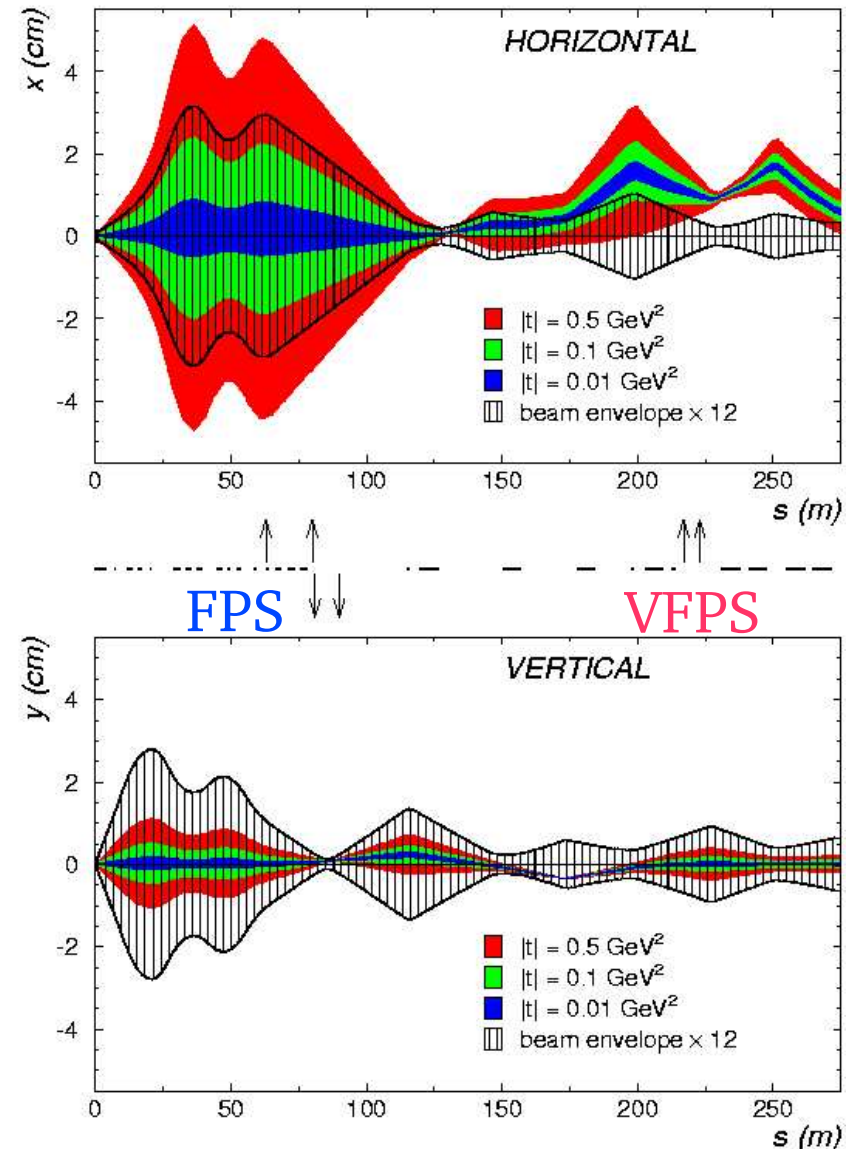 HORIZONTAL
x (cm)
4
2
0
-2
-4
|t| = 0.5 GeV²
|t| = 0.1 GeV²
|t| = 0.01 GeV²
beam envelope × 12
0 50 100 150 200 250
s (m)
FPS VFPS
VERTICAL
y (cm)
4
2
0
-2
-4
|t| = 0.5 GeV²
|t| = 0.1 GeV²
|t| = 0.01 GeV²
beam envelope × 12
0 50 100 150 200 250
s (m)